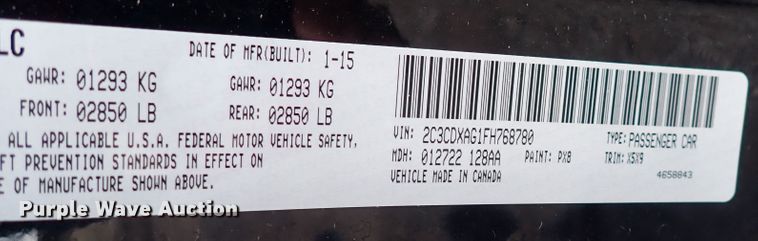 LC
DATE OF MFR(BUILT): 1-15
GAWR: 01293 KG GAWR: 01293 KG
FRONT: 02850 LB REAR: 02850 LB
ALL APPLICABLE U.S.A. FEDERAL MOTOR VEHICLE SAFETY,
FT PREVENTION STANDARDS IN EFFECT ON
E OF MANUFACTURE SHOWN ABOVE.
VIN: 2C3CDXAG1FH768780 TYPE: PASSENGER CAR
MDH: 012722 128AA PAINT: PX8 TRIM: X5X9
VEHICLE MADE IN CANADA 4658843
Purple Wave Auction